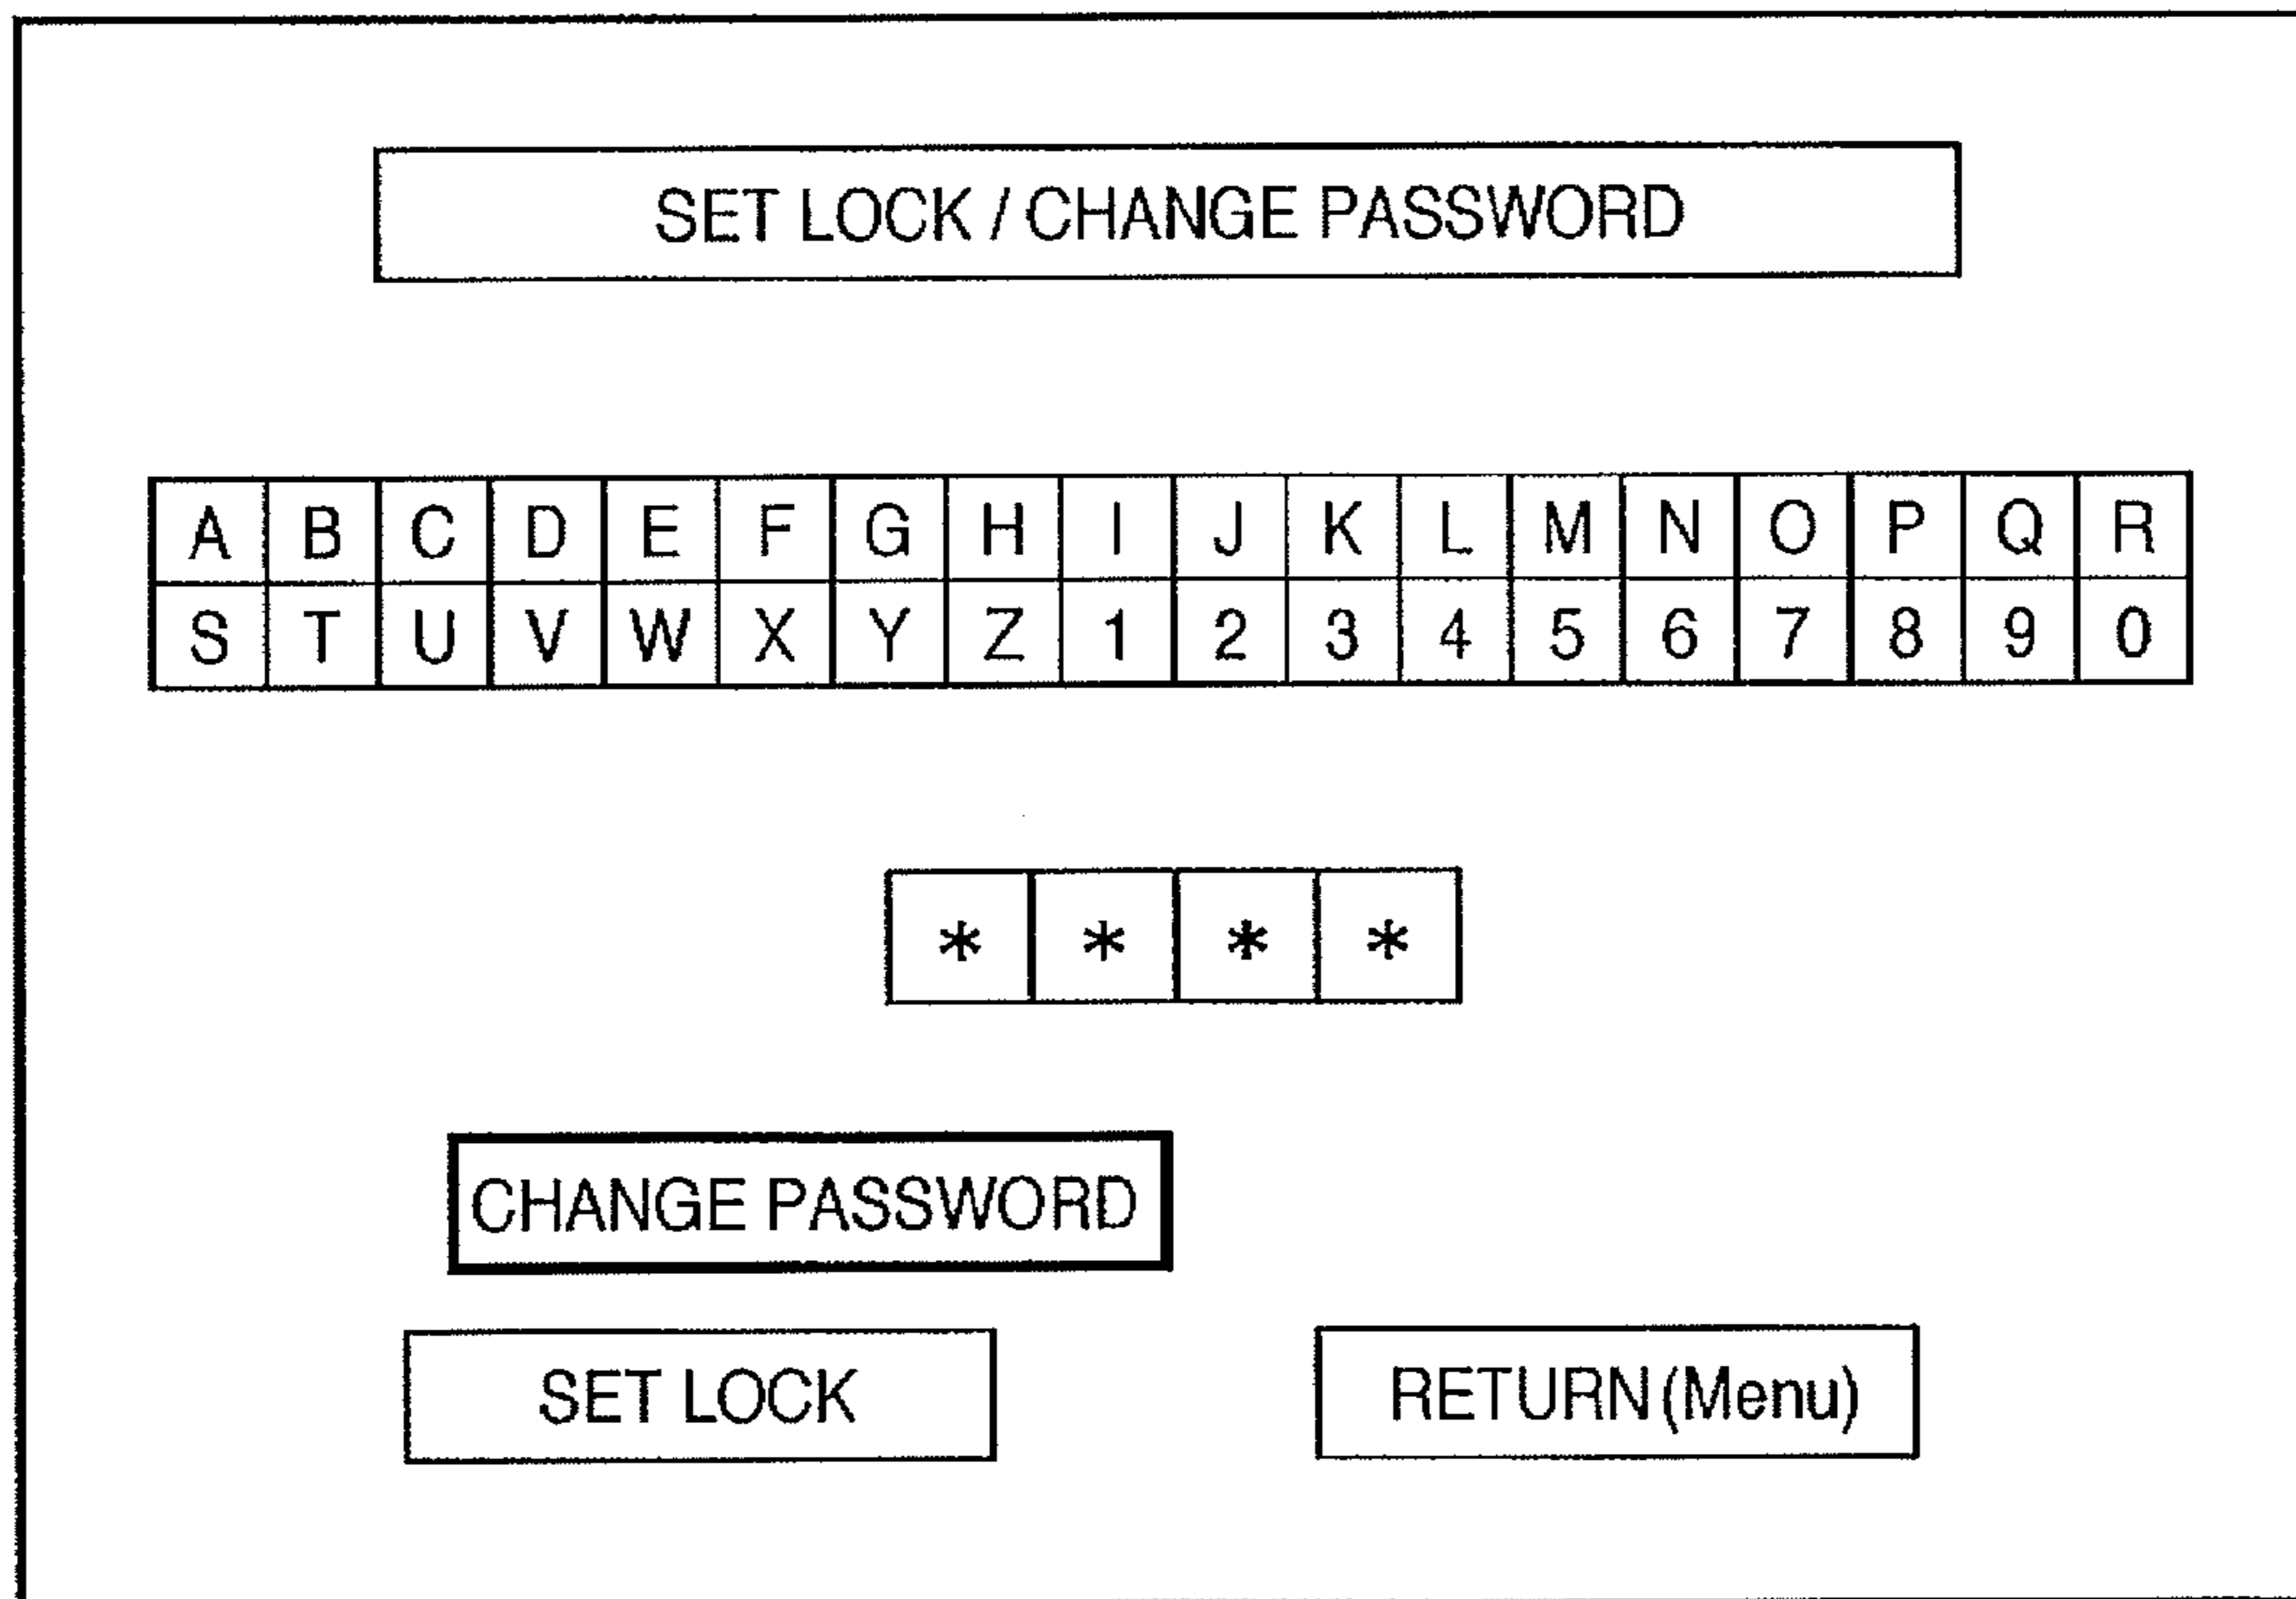 SET LOCK / CHANGE PASSWORD
A B C D E F G H I J K L M N O P Q R
S T U V W X Y Z 1 2 3 4 5 6 7 8 9 0
* * * *
CHANGE PASSWORD
SET LOCK RETURN (Menu)